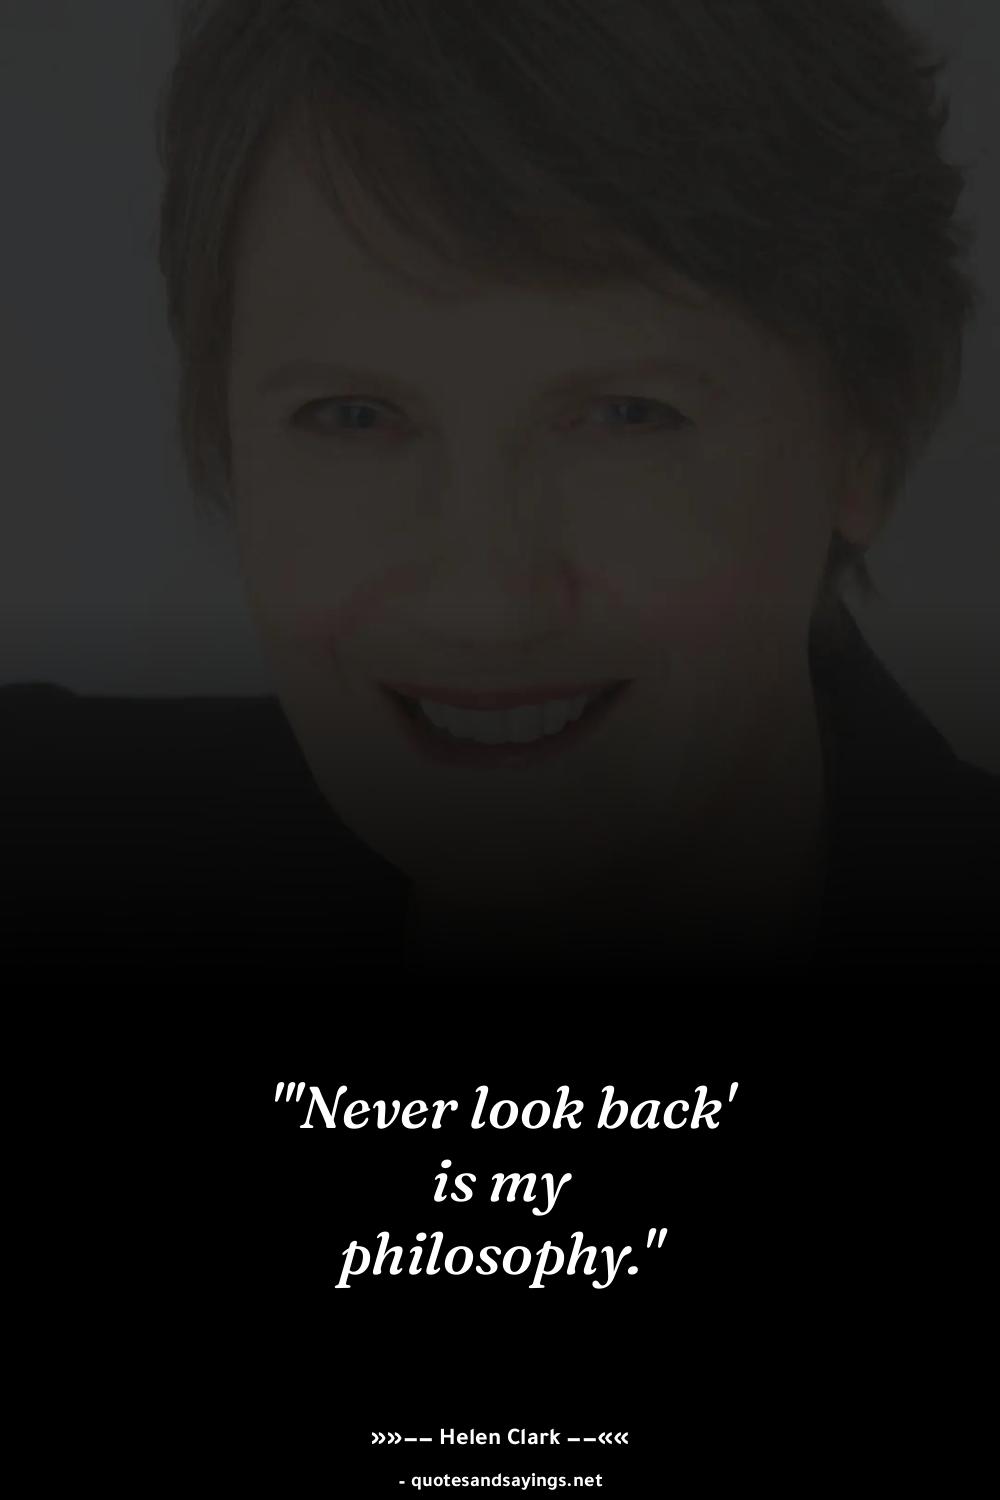 "'Never look back'
is my
philosophy."
»»−− Helen Clark −−««
- quotesandsayings.net